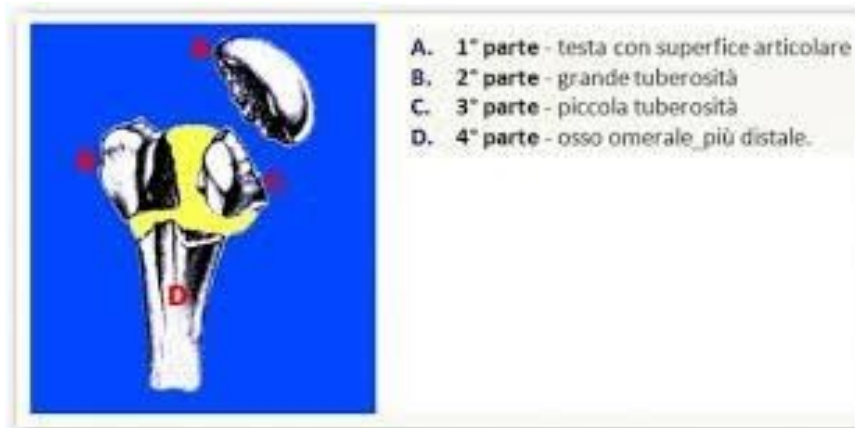 A. 1° parte - testa con superfice articolare
B. 2° parte - grande tuberosità
C. 3° parte - piccola tuberosità
D. 4° parte - osso omerale_più distale.
D